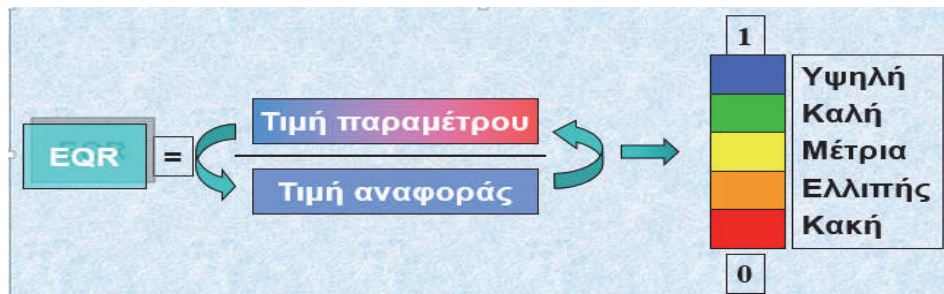 EQR
=
Τιμή παραμέτρου
Τιμή αναφοράς
1
Υψηλή
Καλή
Μέτρια
Ελλιπής
Κακή
0